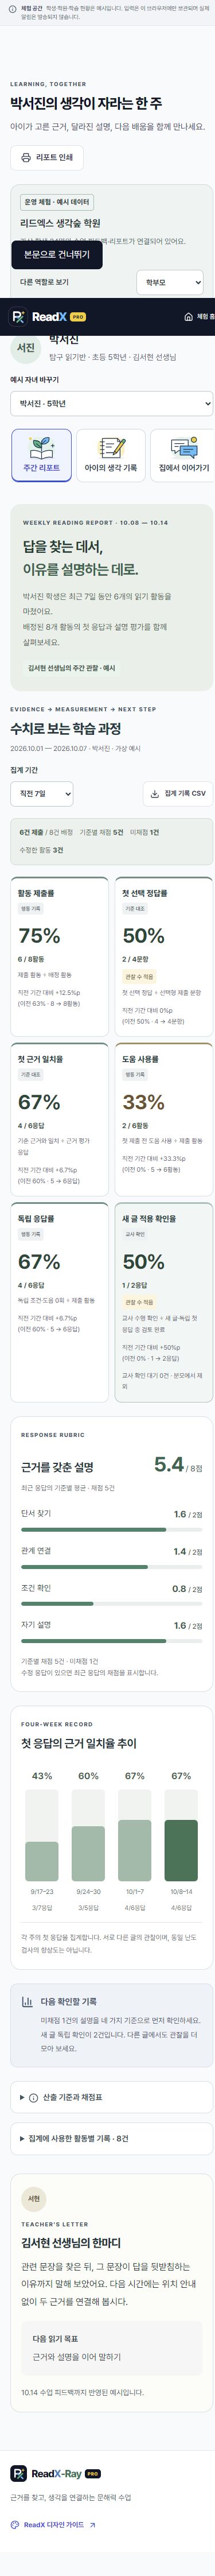 체험 공간 학생·학원·학습 현황은 예시입니다. 입력은 이 브라우저에만 보관되며 실제
알림은 발송되지 않습니다.
LEARNING, TOGETHER
박서진의 생각이 자라는 한 주
아이가 고른 근거, 달라진 설명, 다음 배움을 함께 만나세요.
리포트 인쇄
운영 체험 · 예시 데이터
리드엑스 생각숲 학원
리포트가 연결되어 있어요.
본문으로 건너뛰기
다른 역할로 보기
학부모
ReadX PRO
체험 홈
서진
박서진
탐구 읽기반 · 초등 5학년 · 김서현 선생님
예시 자녀 바꾸기
박서진 · 5학년
주간 리포트
아이의 생각 기록
집에서 이어가기
WEEKLY READING REPORT · 10.08 — 10.14
답을 찾는 데서,
이유를 설명하는 데로.
박서진 학생은 최근 7일 동안 6개의 읽기 활동을
마쳤어요.
배정된 8개 활동의 첫 응답과 설명 평가를 함께
살펴보세요.
김서현 선생님의 주간 관찰 · 예시
EVIDENCE → MEASUREMENT → NEXT STEP
수치로 보는 학습 과정
2026.10.01 — 2026.10.07 · 박서진 · 가상 예시
집계 기간
직전 7일
집계 기록 CSV
6건 제출 / 8건 배정 기준별 채점 5건 미채점 1건
수정한 활동 3건
활동 제출률
행동 기록
75%
6 / 8활동
제출 활동 ÷ 배정 활동
직전 기간 대비 +12.5%p
(이전 63% · 8 → 8활동)
첫 선택 정답률
기준 대조
50%
2 / 4문항
관찰 수 적음
첫 선택 정답 ÷ 선택형 제출 문항
직전 기간 대비 0%p
(이전 50% · 4 → 4문항)
첫 근거 일치율
기준 대조
67%
4 / 6응답
기준 근거와 일치 ÷ 근거 평가
응답
직전 기간 대비 +6.7%p
(이전 60% · 5 → 6응답)
도움 사용률
행동 기록
33%
2 / 6활동
첫 제출 전 도움 사용 ÷ 제출 활동
직전 기간 대비 +33.3%p
(이전 0% · 5 → 6활동)
독립 응답률
행동 기록
67%
4 / 6응답
독립 조건·도움 0회 ÷ 제출 활동
직전 기간 대비 +6.7%p
(이전 60% · 5 → 6응답)
새 글 적용 확인율
교사 확인
50%
1 / 2응답
관찰 수 적음
교사 수행 확인 ÷ 새 글·독립 첫
응답 중 검토 완료
직전 기간 대비 +50%p
(이전 0% · 1 → 2응답)
교사 확인 대기 0건 · 분모에서 제
외
RESPONSE RUBRIC
근거를 갖춘 설명
5.4 / 8점
최근 응답의 기준별 평균 · 채점 5건
단서 찾기
1.6 / 2점
관계 연결
1.4 / 2점
조건 확인
0.8 / 2점
자기 설명
1.6 / 2점
기준별 채점 5건 · 미채점 1건
수정 응답이 있으면 최근 응답의 채점을 표시합니다.
FOUR-WEEK RECORD
첫 응답의 근거 일치율 추이
43% 60% 67% 67%
9/17–23 9/24–30 10/1–7 10/8–14
3/7응답 3/5응답 4/6응답 4/6응답
각 주의 첫 응답을 집계합니다. 서로 다른 글의 관찰이며, 동일 난도
검사의 향상도는 아닙니다.
다음 확인할 기록
미채점 1건의 설명을 네 가지 기준으로 먼저 확인하세요.
새 글 독립 확인이 2건입니다. 다른 글에서도 관찰을 더
모아 보세요.
산출 기준과 채점표
집계에 사용한 활동별 기록 · 8건
서현
TEACHER'S LETTER
김서현 선생님의 한마디
관련 문장을 찾은 뒤, 그 문장이 답을 뒷받침하는
이유까지 말해 보았어요. 다음 시간에는 위치 안내
없이 두 근거를 연결해 봅시다.
다음 읽기 목표
근거와 설명을 이어 말하기
10.14 수업 피드백까지 반영된 예시입니다.
ReadX-Ray PRO
근거를 찾고, 생각을 연결하는 문해력 수업
ReadX 디자인 가이드